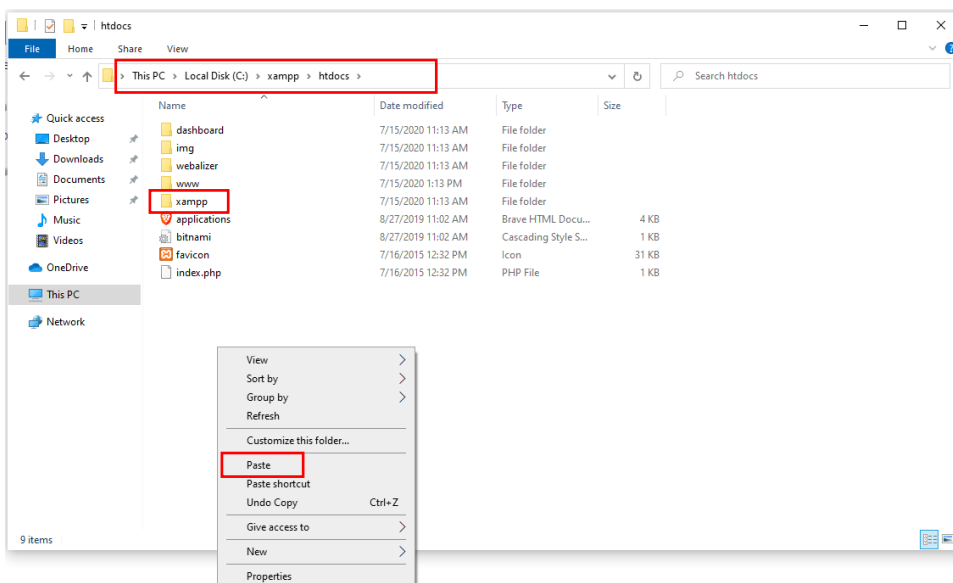 htdocs
File Home Share View
This PC > Local Disk (C:) > xampp > htdocs >
Search htdocs
Name Date modified Type Size
Quick access
Desktop
Downloads
Documents
Pictures
Music
Videos
OneDrive
This PC
Network
dashboard 7/15/2020 11:13 AM File folder
img 7/15/2020 11:13 AM File folder
webalizer 7/15/2020 11:13 AM File folder
www 7/15/2020 1:13 PM File folder
xampp 7/15/2020 11:13 AM File folder
applications 8/27/2019 11:02 AM Brave HTML Docu... 4 KB
bitnami 8/27/2019 11:02 AM Cascading Style S... 1 KB
favicon 7/16/2015 12:32 PM Icon 31 KB
index.php 7/16/2015 12:32 PM PHP File 1 KB
View
Sort by
Group by
Refresh
Customize this folder...
Paste
Paste shortcut
Undo Copy Ctrl+Z
Give access to
New
Properties
9 items